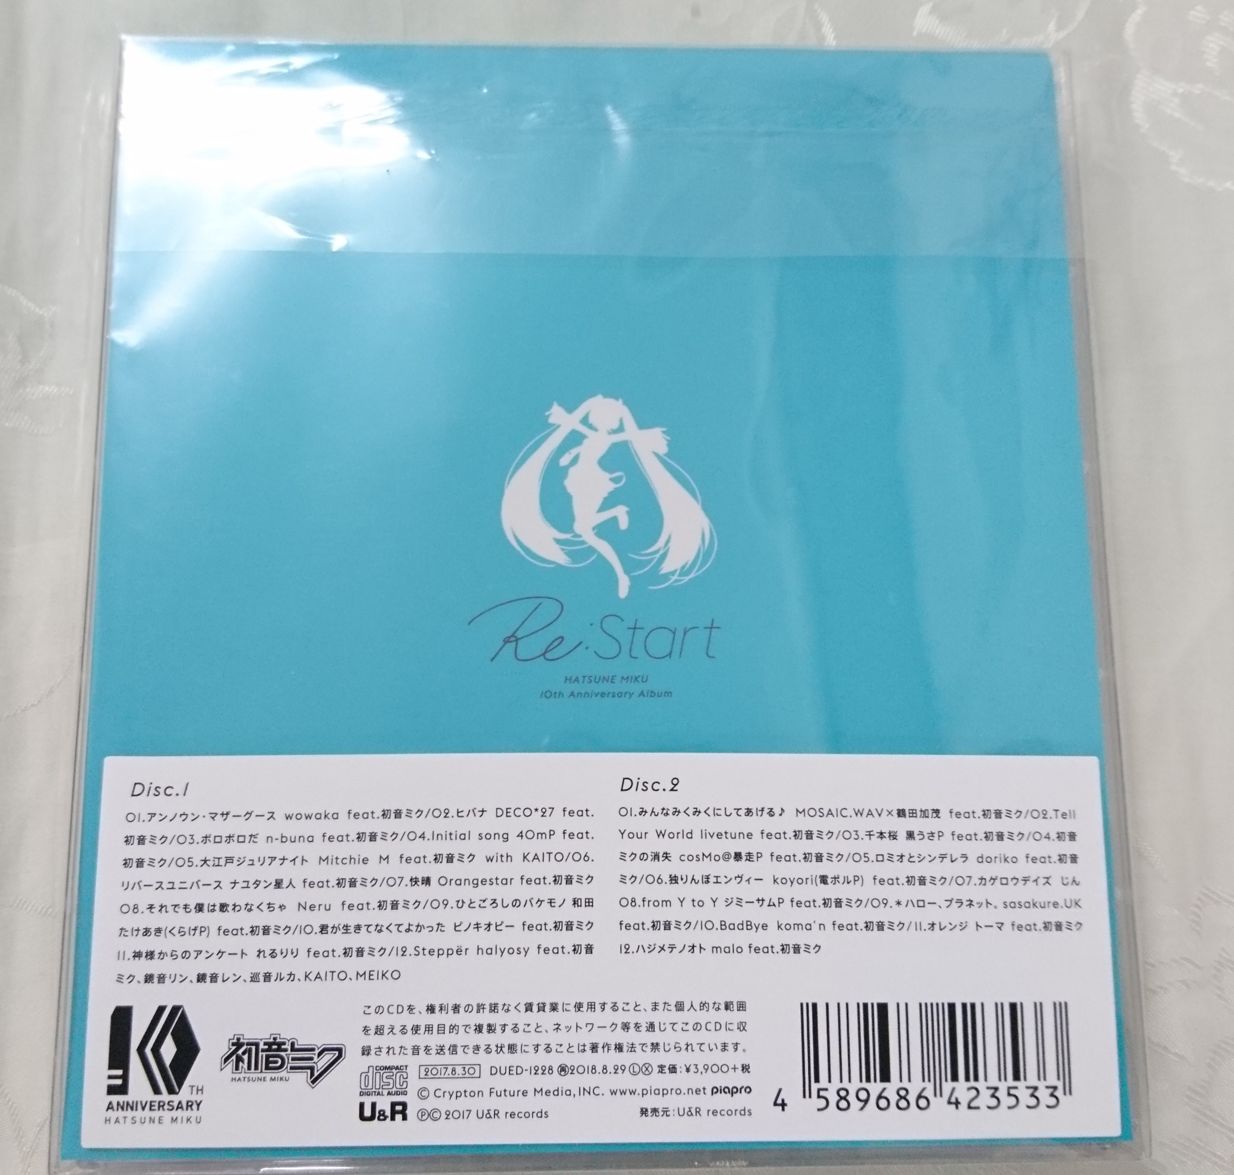 Re:Start
HATSUNE MIKU
10th Anniversary Album
Disc.1
01.アンノウン・マザーグース wowaka feat.初音ミク/02.ヒバナ DECO*27 feat.
初音ミク/03.ボロボロだ n-buna feat.初音ミク/04.Initial song 40mP feat.
初音ミク/05.大江戸ジュリアナイト Mitchie M feat.初音ミク with KAITO/06.
リバースユニバース ナユタン星人 feat.初音ミク/07.快晴 Orangestar feat.初音ミク/
08.それでも僕は歌わなくちゃ Neru feat.初音ミク/09.ひとごろしのバケモノ 和田
たけあき(くらげP) feat.初音ミク/10.君が生きてなくてよかった ピノキオピー feat.初音ミク/
11.神様からのアンケート れるりり feat.初音ミク/12.Steppër halyosy feat.初音
ミク、鏡音リン、鏡音レン、巡音ルカ、KAITO、MEIKO
Disc.2
01.みんなみくみくにしてあげる♪ MOSAIC.WAV×鶴田加茂 feat.初音ミク/02.Tell
Your World livetune feat.初音ミク/03.千本桜 黒うさP feat.初音ミク/04.初音
ミクの消失 cosMo@暴走P feat.初音ミク/05.ロミオとシンデレラ doriko feat.初音
ミク/06.独りんぼエンヴィー koyori(電ポルP) feat.初音ミク/07.カゲロウデイズ じん
08.from Y to Y ジミーサムP feat.初音ミク/09.*ハロー、プラネット。 sasakure.UK
feat.初音ミク/10.BadBye koma'n feat.初音ミク/11.オレンジ トーマ feat.初音ミク
12.ハジメテノオト malo feat.初音ミク
10TH
ANNIVERSARY
HATSUNE MIKU
初音ミク
HATSUNE MIKU
このCDを、権利者の許諾なく賃貸業に使用すること、また個人的な範囲
を超える使用目的で複製すること、ネットワーク等を通じてこのCDに収
録された音を送信できる状態にすることは著作権法で禁じられています。
COMPACT
disc
DIGITAL AUDIO
2017.8.30 DUED-1228 再2018.8.29ⓁⓍ 定価:¥3,900+税
© Crypton Future Media,INC. www.piapro.net piapro
U&R
Ⓟ© 2017 U&R records 発売元:U&R records
4 589686 423533